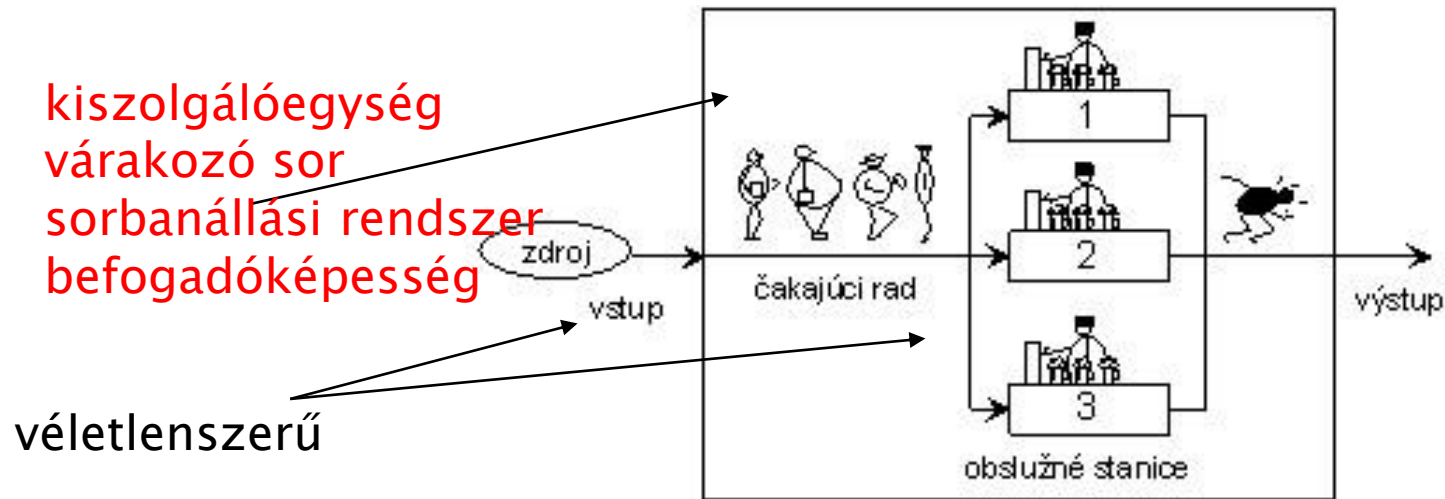 kiszolgálóegység
várakozó sor
sorbanállási rendszer
befogadóképesség
véletlenszerű
zdroj
vstup
čakajúci rad
1
2
3
obslužné stanice
výstup